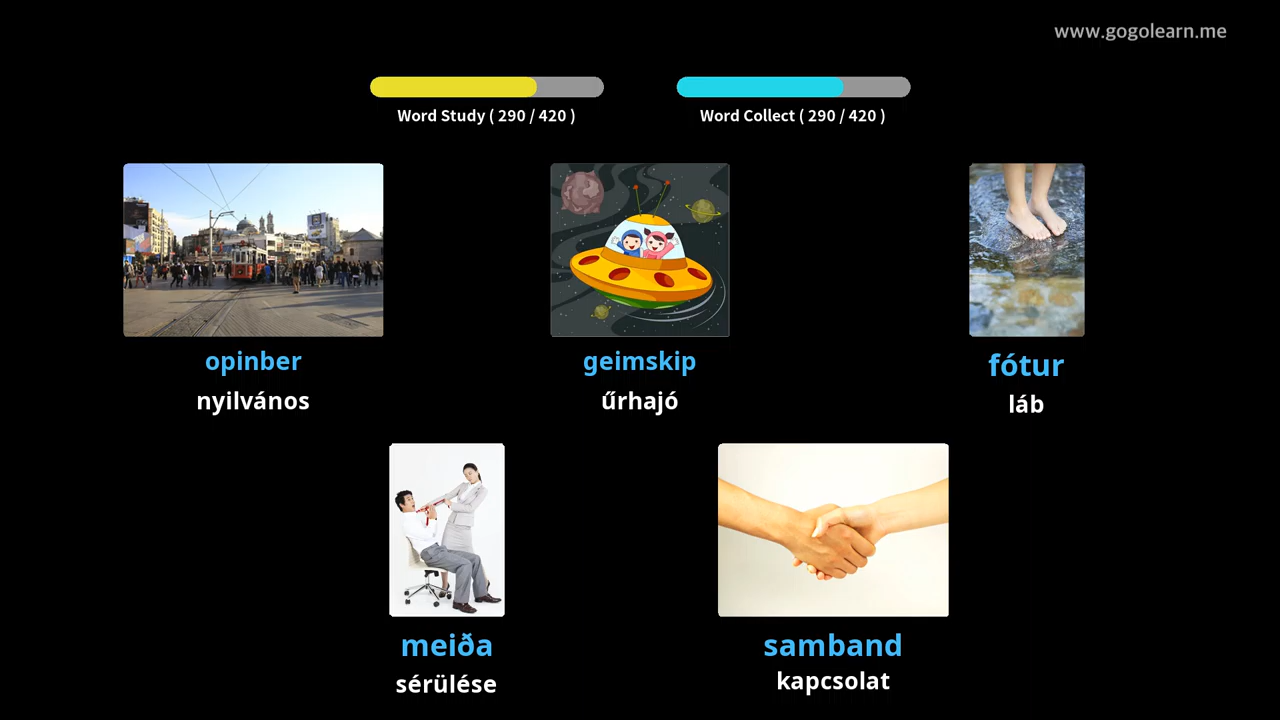 www.gogolearn.me
Word Study ( 290 / 420 )
Word Collect ( 290 / 420 )
opinber
nyilvános
geimskip
űrhajó
fótur
láb
meiða
sérülése
samband
kapcsolat